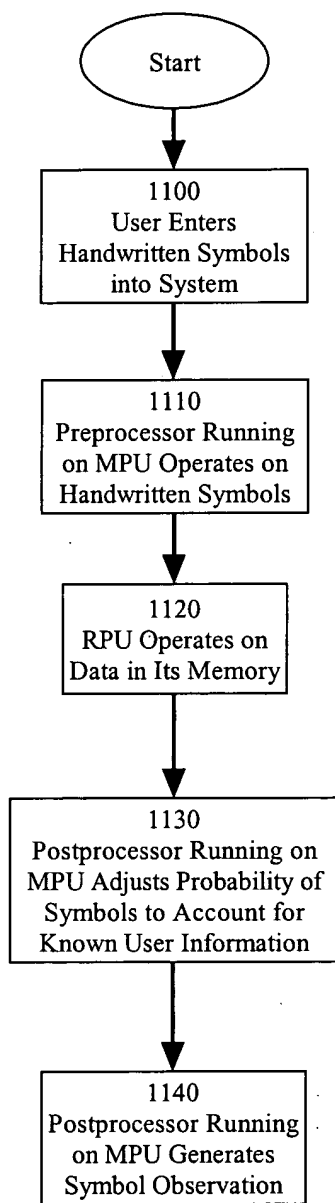 Start
1100
User Enters
Handwritten Symbols
into System
1110
Preprocessor Running
on MPU Operates on
Handwritten Symbols
1120
RPU Operates on
Data in Its Memory
1130
Postprocessor Running on
MPU Adjusts Probability of
Symbols to Account for
Known User Information
1140
Postprocessor Running
on MPU Generates
Symbol Observation